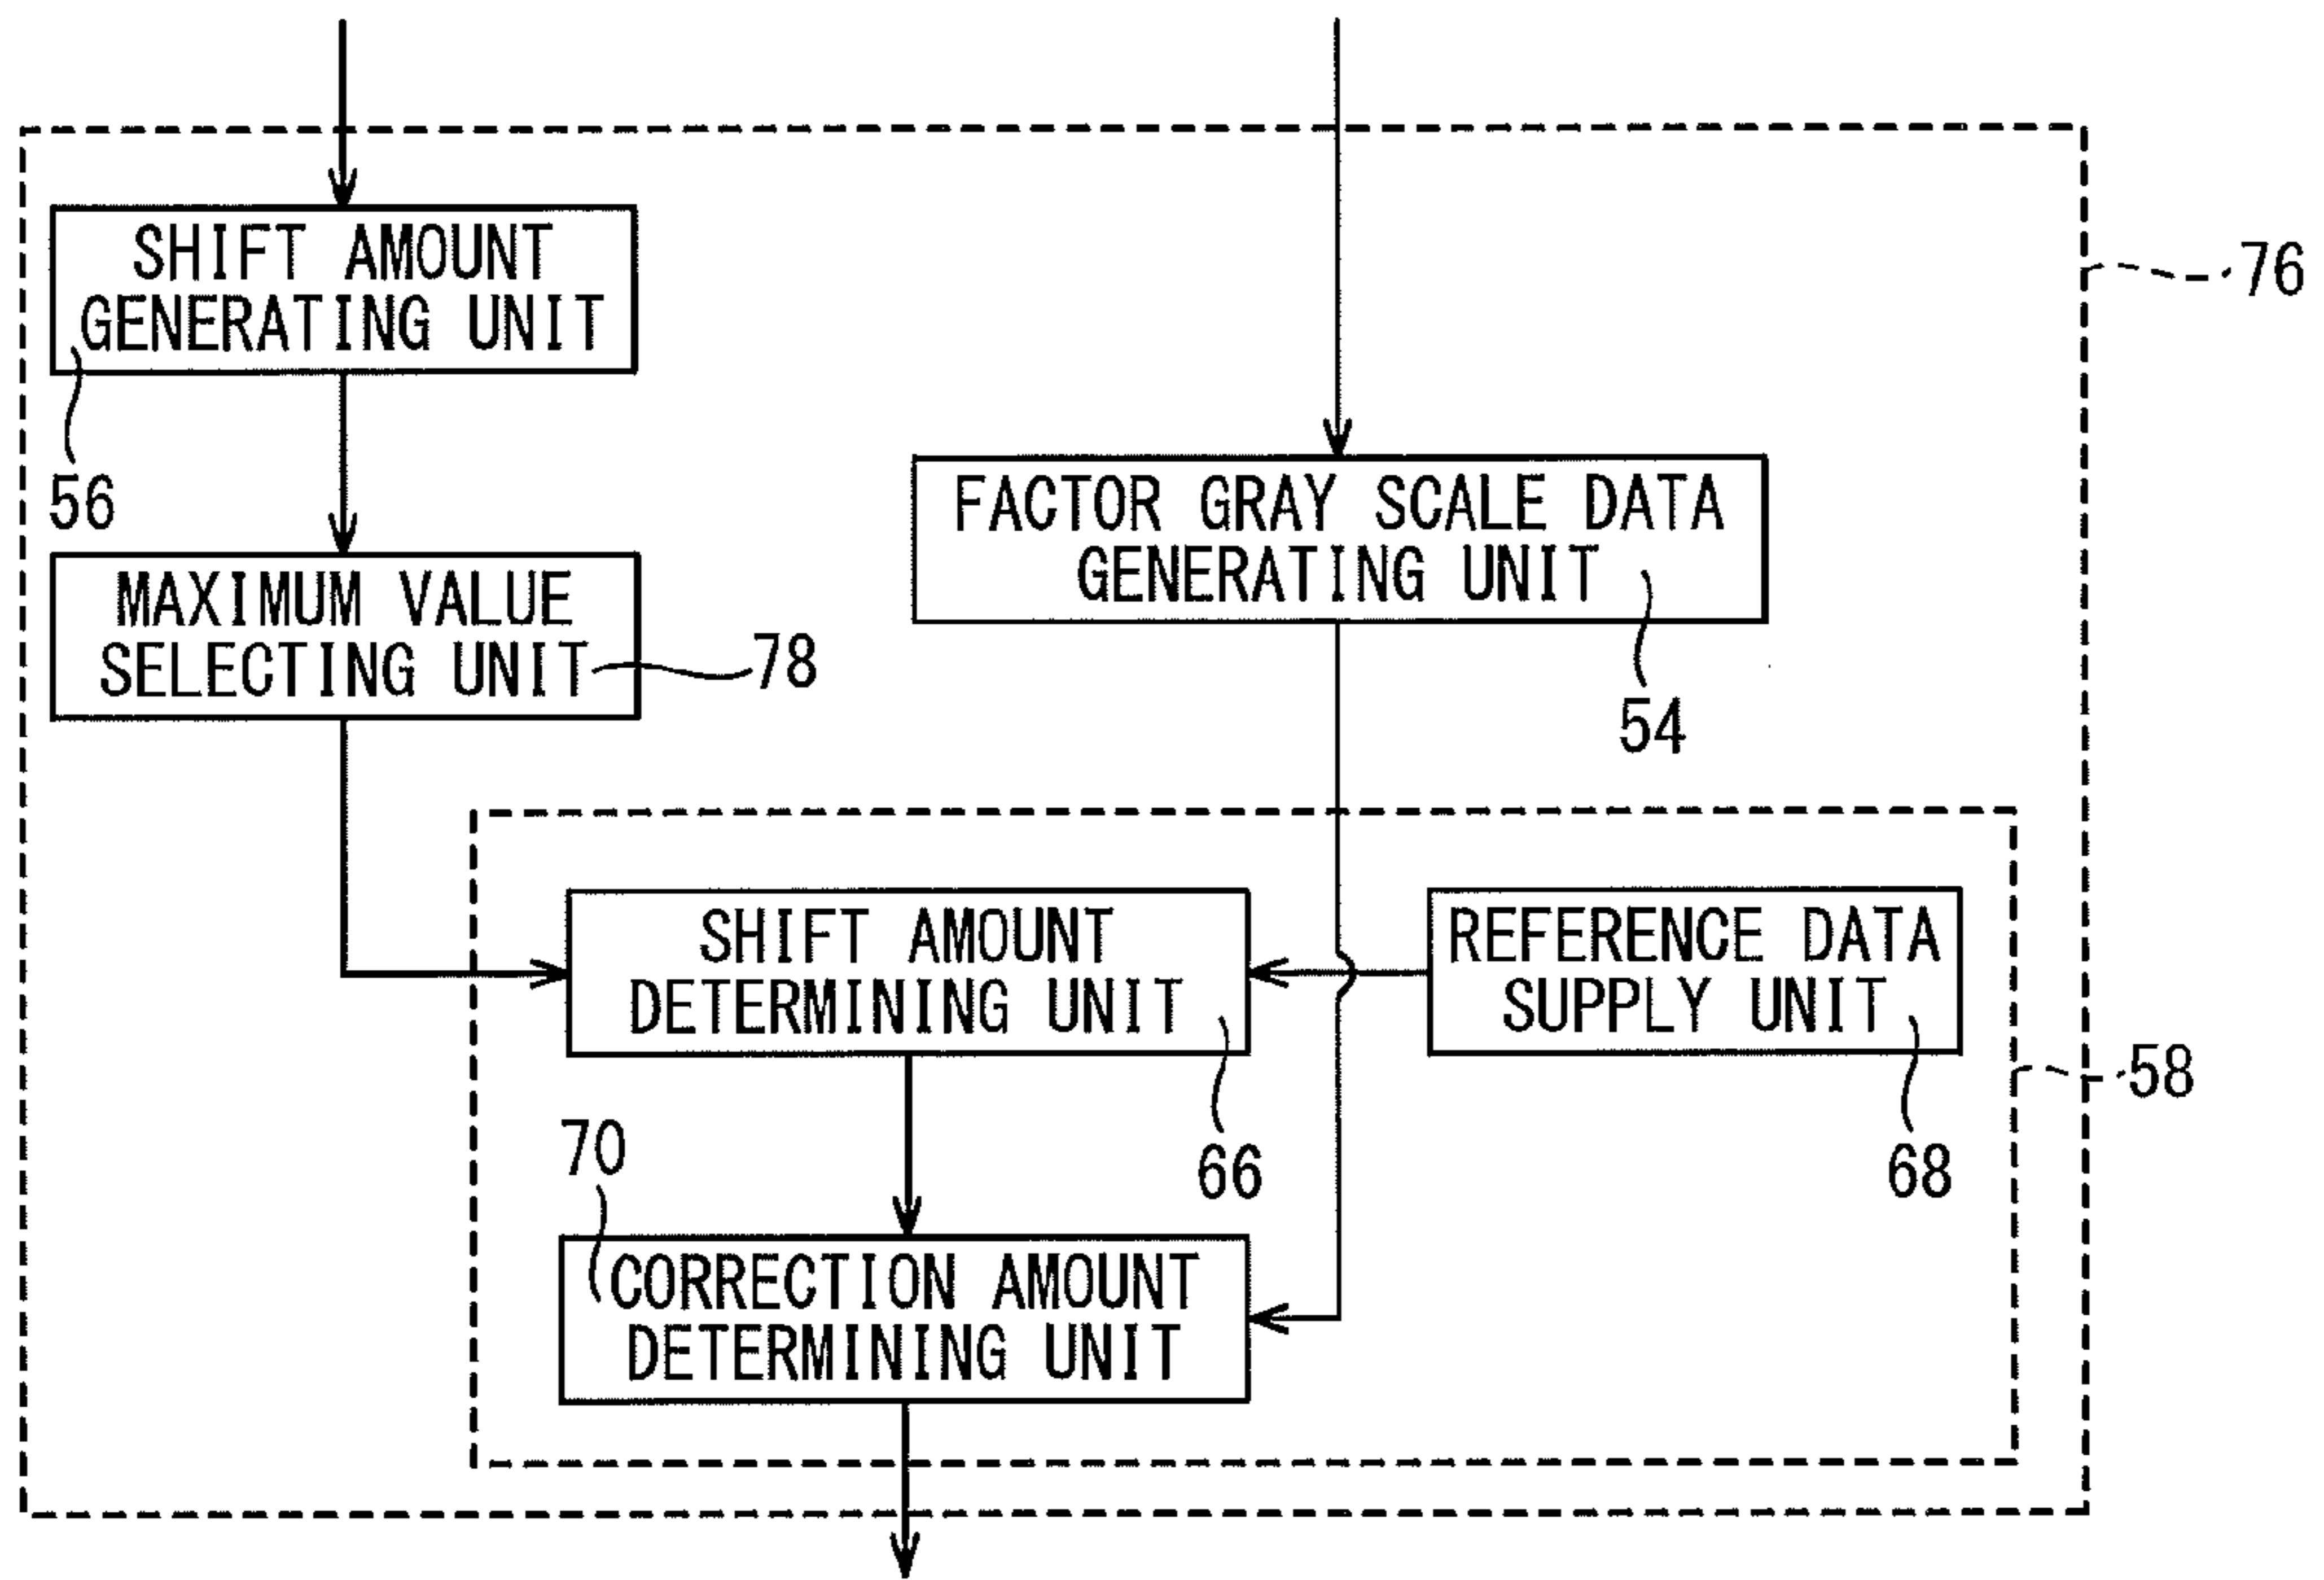 SHIFT AMOUNT
GENERATING UNIT
56
76
MAXIMUM VALUE
SELECTING UNIT
78
FACTOR GRAY SCALE DATA
GENERATING UNIT
54
SHIFT AMOUNT
DETERMINING UNIT
66
REFERENCE DATA
SUPPLY UNIT
68
58
70
CORRECTION AMOUNT
DETERMINING UNIT